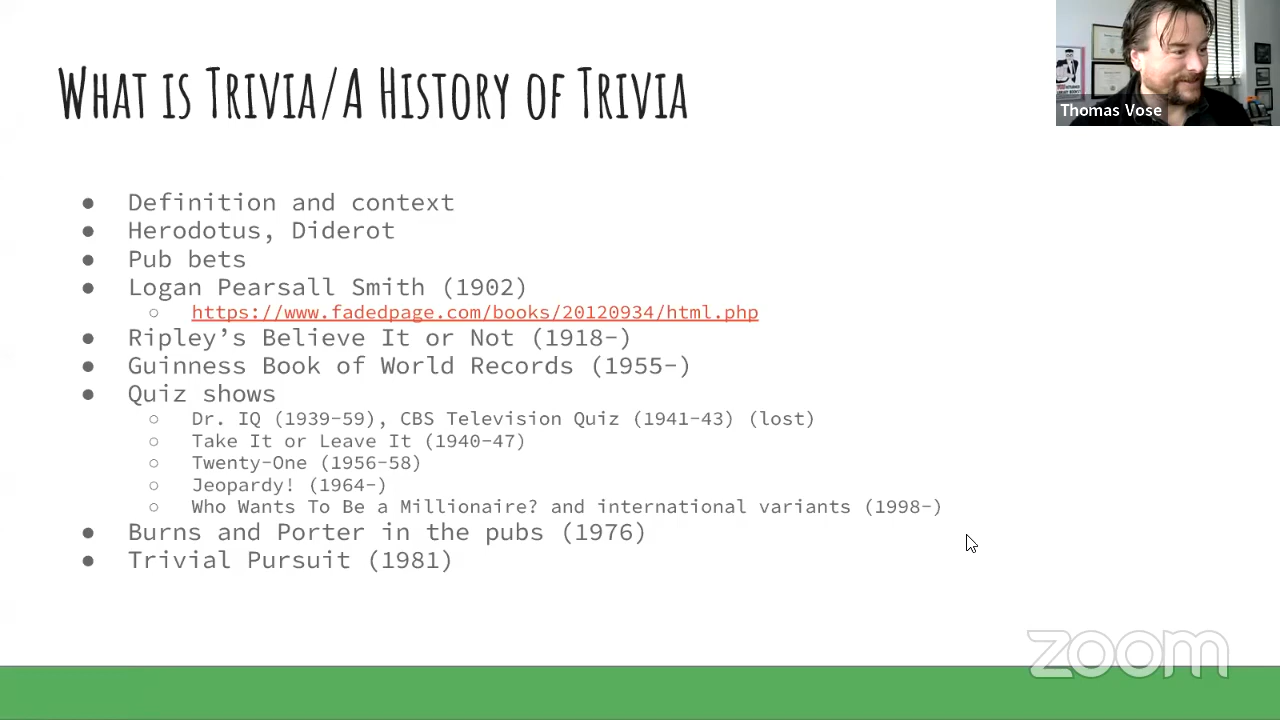 What is Trivia/A History of Trivia
Thomas Vose
● Definition and context
● Herodotus, Diderot
● Pub bets
● Logan Pearsall Smith (1902)
○ https://www.fadedpage.com/books/20120934/html.php
● Ripley’s Believe It or Not (1918-)
● Guinness Book of World Records (1955-)
● Quiz shows
○ Dr. IQ (1939-59), CBS Television Quiz (1941-43) (lost)
○ Take It or Leave It (1940-47)
○ Twenty-One (1956-58)
○ Jeopardy! (1964-)
○ Who Wants To Be a Millionaire? and international variants (1998-)
● Burns and Porter in the pubs (1976)
● Trivial Pursuit (1981)
zoom